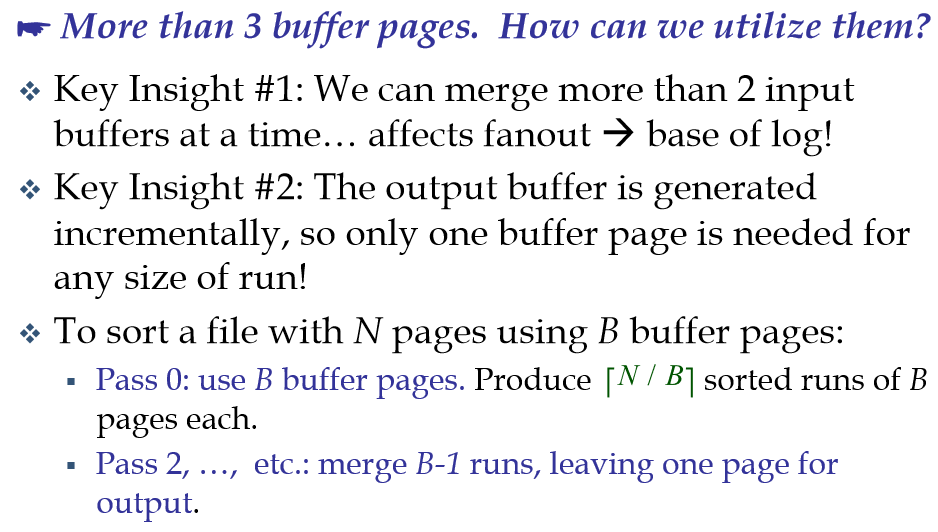 ☛ More than 3 buffer pages. How can we utilize them?
❖ Key Insight #1: We can merge more than 2 input
buffers at a time… affects fanout → base of log!
❖ Key Insight #2: The output buffer is generated
incrementally, so only one buffer page is needed for
any size of run!
❖ To sort a file with N pages using B buffer pages:
▪ Pass 0: use B buffer pages. Produce ⌈N / B⌉ sorted runs of B
pages each.
▪ Pass 2, …, etc.: merge B-1 runs, leaving one page for
output.